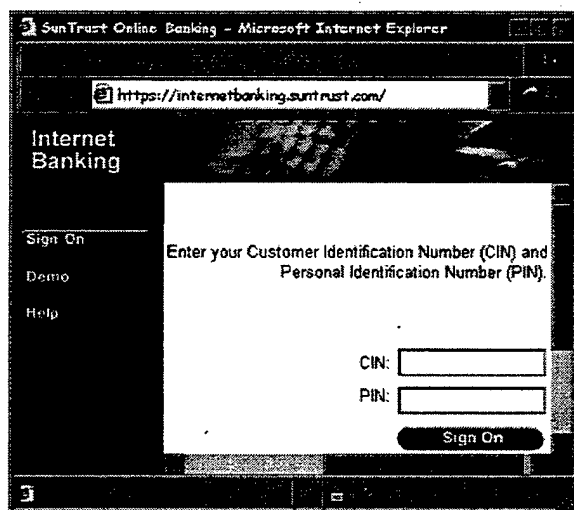 SunTrust Online Banking - Microsoft Internet Explorer
https://internetbanking.suntrust.com/
Internet
Banking
Sign On
Demo
Help
Enter your Customer Identification Number (CIN) and
Personal Identification Number (PIN).
CIN:
PIN:
Sign On